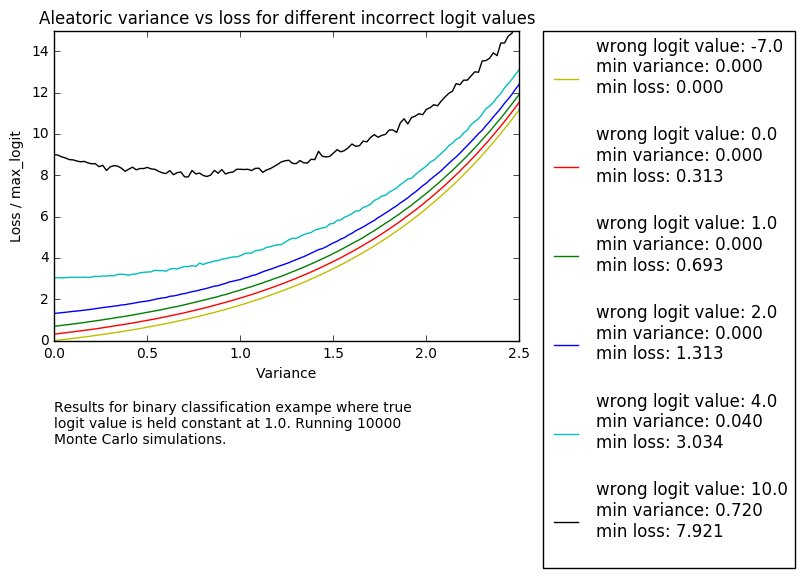 Aleatoric variance vs loss for different incorrect logit values
Loss / max_logit
14
12
10
8
6
4
2
0
0.0 0.5 1.0 1.5 2.0 2.5
Variance
Results for binary classification exampe where true
logit value is held constant at 1.0. Running 10000
Monte Carlo simulations.
wrong logit value: -7.0
min variance: 0.000
min loss: 0.000
wrong logit value: 0.0
min variance: 0.000
min loss: 0.313
wrong logit value: 1.0
min variance: 0.000
min loss: 0.693
wrong logit value: 2.0
min variance: 0.000
min loss: 1.313
wrong logit value: 4.0
min variance: 0.040
min loss: 3.034
wrong logit value: 10.0
min variance: 0.720
min loss: 7.921